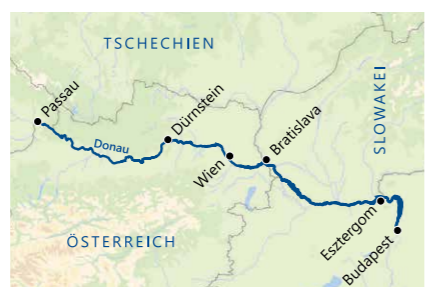 TSCHECHIEN
SLOWAKEI
Passau
Donau
Dürnstein
Wien
Bratislava
ÖSTERREICH
Esztergom
Budapest